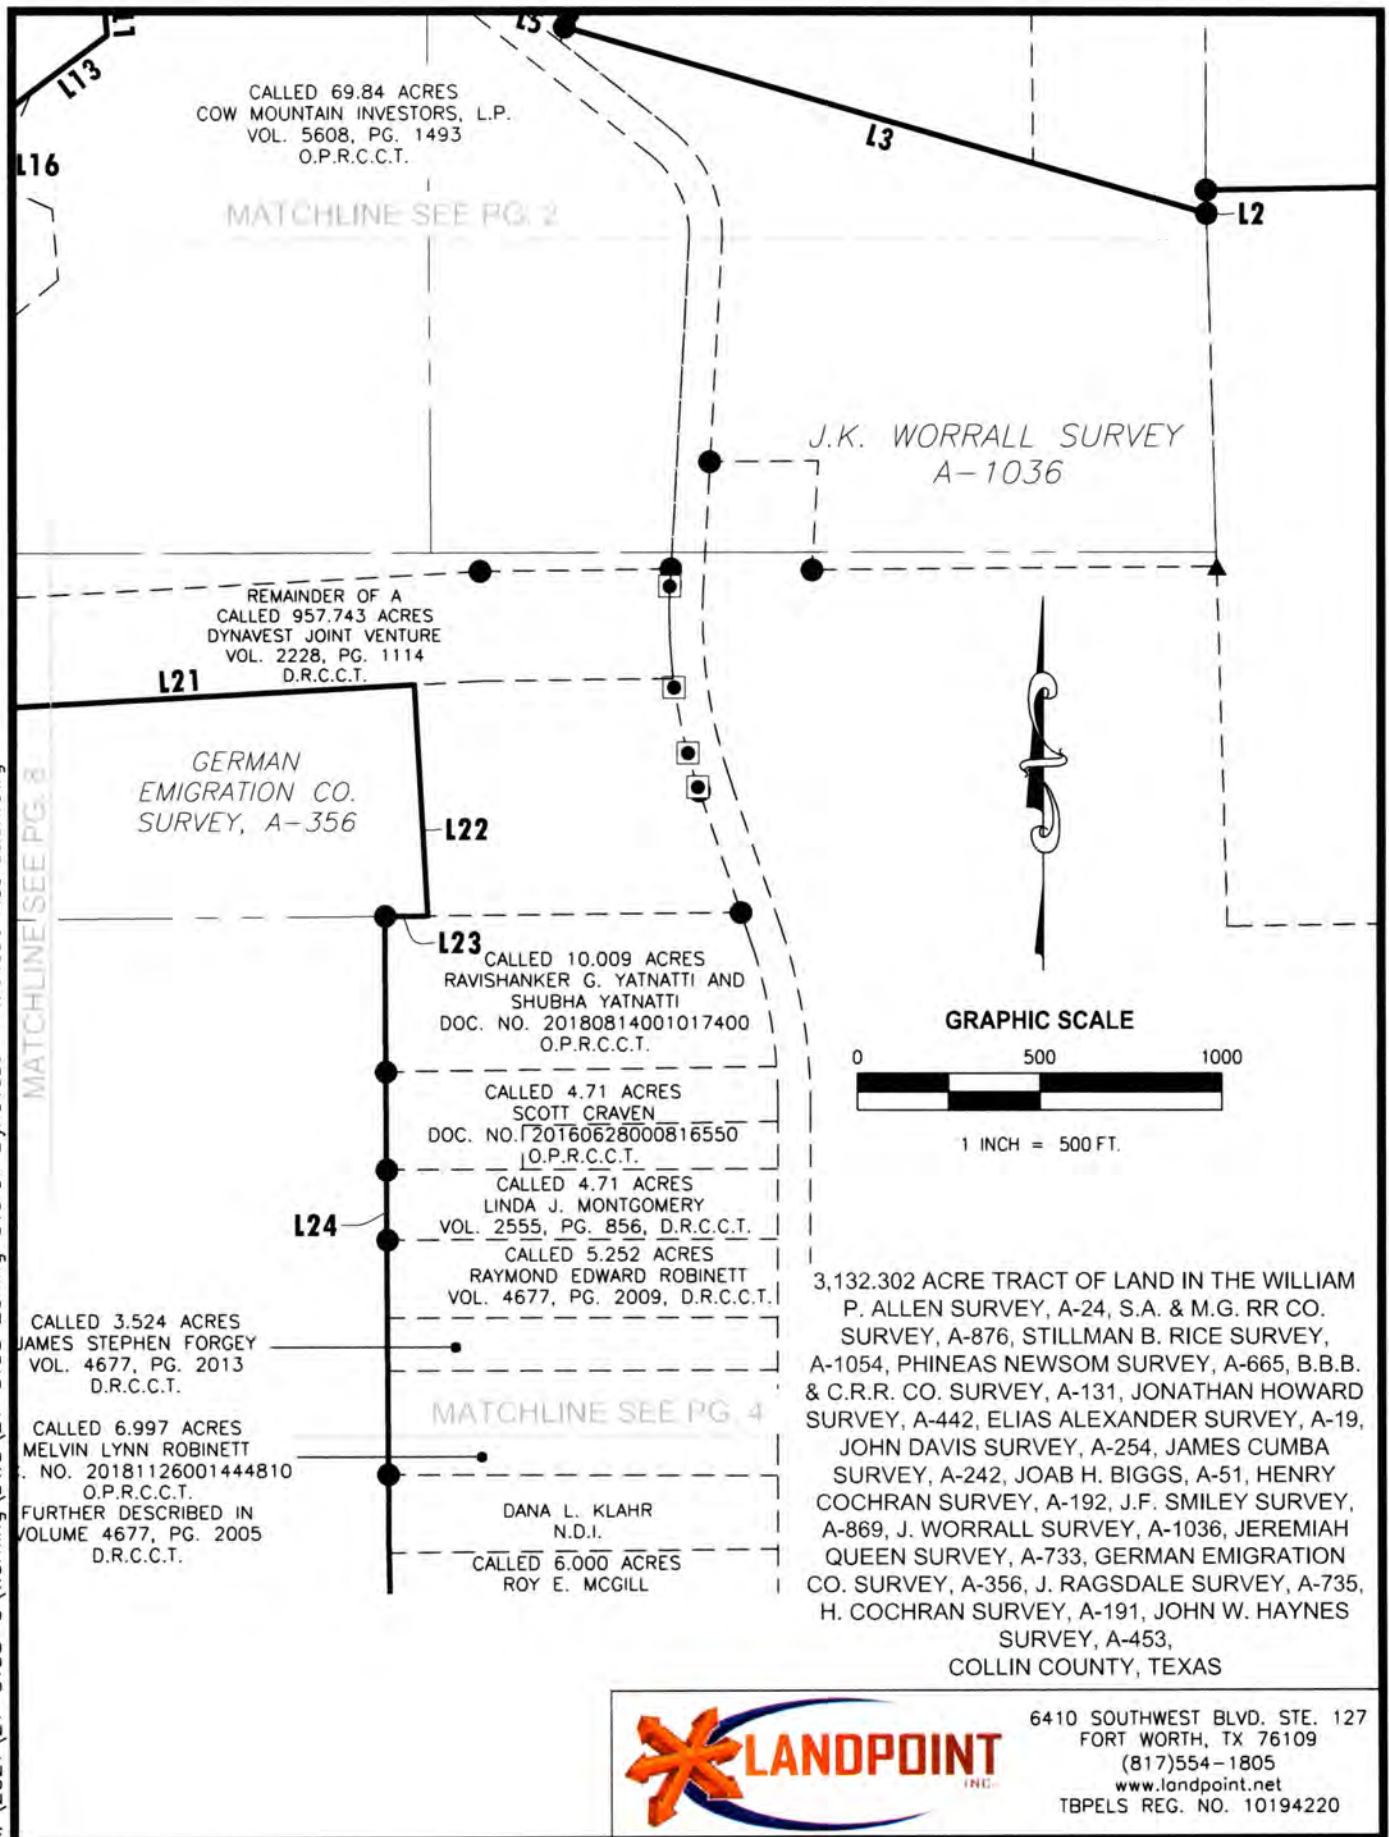 L13
L5
L3
L2
L16
CALLED 69.84 ACRES
COW MOUNTAIN INVESTORS, L.P.
VOL. 5608, PG. 1493
O.P.R.C.C.T.
MATCHLINE SEE PG. 2
J.K. WORRALL SURVEY
A-1036
REMAINDER OF A
CALLED 957.743 ACRES
DYNAVEST JOINT VENTURE
VOL. 2228, PG. 1114
D.R.C.C.T.
L21
GERMAN
EMIGRATION CO.
SURVEY, A-356
L22
MATCHLINE SEE PG. 8
L23
CALLED 10.009 ACRES
RAVISHANKER G. YATNATTI AND
SHUBHA YATNATTI
DOC. NO. 20180814001017400
O.P.R.C.C.T.
CALLED 4.71 ACRES
SCOTT CRAVEN
DOC. NO. 20160628000816550
O.P.R.C.C.T.
CALLED 4.71 ACRES
LINDA J. MONTGOMERY
VOL. 2555, PG. 856, D.R.C.C.T.
L24
CALLED 5.252 ACRES
RAYMOND EDWARD ROBINETT
VOL. 4677, PG. 2009, D.R.C.C.T.
CALLED 3.524 ACRES
JAMES STEPHEN FORGEY
VOL. 4677, PG. 2013
D.R.C.C.T.
MATCHLINE SEE PG. 4
CALLED 6.997 ACRES
MELVIN LYNN ROBINETT
. NO. 20181126001444810
O.P.R.C.C.T.
FURTHER DESCRIBED IN
VOLUME 4677, PG. 2005
D.R.C.C.T.
DANA L. KLAHR
N.D.I.
CALLED 6.000 ACRES
ROY E. MCGILL
GRAPHIC SCALE
0 500 1000
1 INCH = 500 FT.
3,132.302 ACRE TRACT OF LAND IN THE WILLIAM
P. ALLEN SURVEY, A-24, S.A. & M.G. RR CO.
SURVEY, A-876, STILLMAN B. RICE SURVEY,
A-1054, PHINEAS NEWSOM SURVEY, A-665, B.B.B.
& C.R.R. CO. SURVEY, A-131, JONATHAN HOWARD
SURVEY, A-442, ELIAS ALEXANDER SURVEY, A-19,
JOHN DAVIS SURVEY, A-254, JAMES CUMBA
SURVEY, A-242, JOAB H. BIGGS, A-51, HENRY
COCHRAN SURVEY, A-192, J.F. SMILEY SURVEY,
A-869, J. WORRALL SURVEY, A-1036, JEREMIAH
QUEEN SURVEY, A-733, GERMAN EMIGRATION
CO. SURVEY, A-356, J. RAGSDALE SURVEY, A-735,
H. COCHRAN SURVEY, A-191, JOHN W. HAYNES
SURVEY, A-453,
COLLIN COUNTY, TEXAS
LANDPOINT
INC.
6410 SOUTHWEST BLVD. STE. 127
FORT WORTH, TX 76109
(817)554-1805
www.landpoint.net
TBPELS REG. NO. 10194220